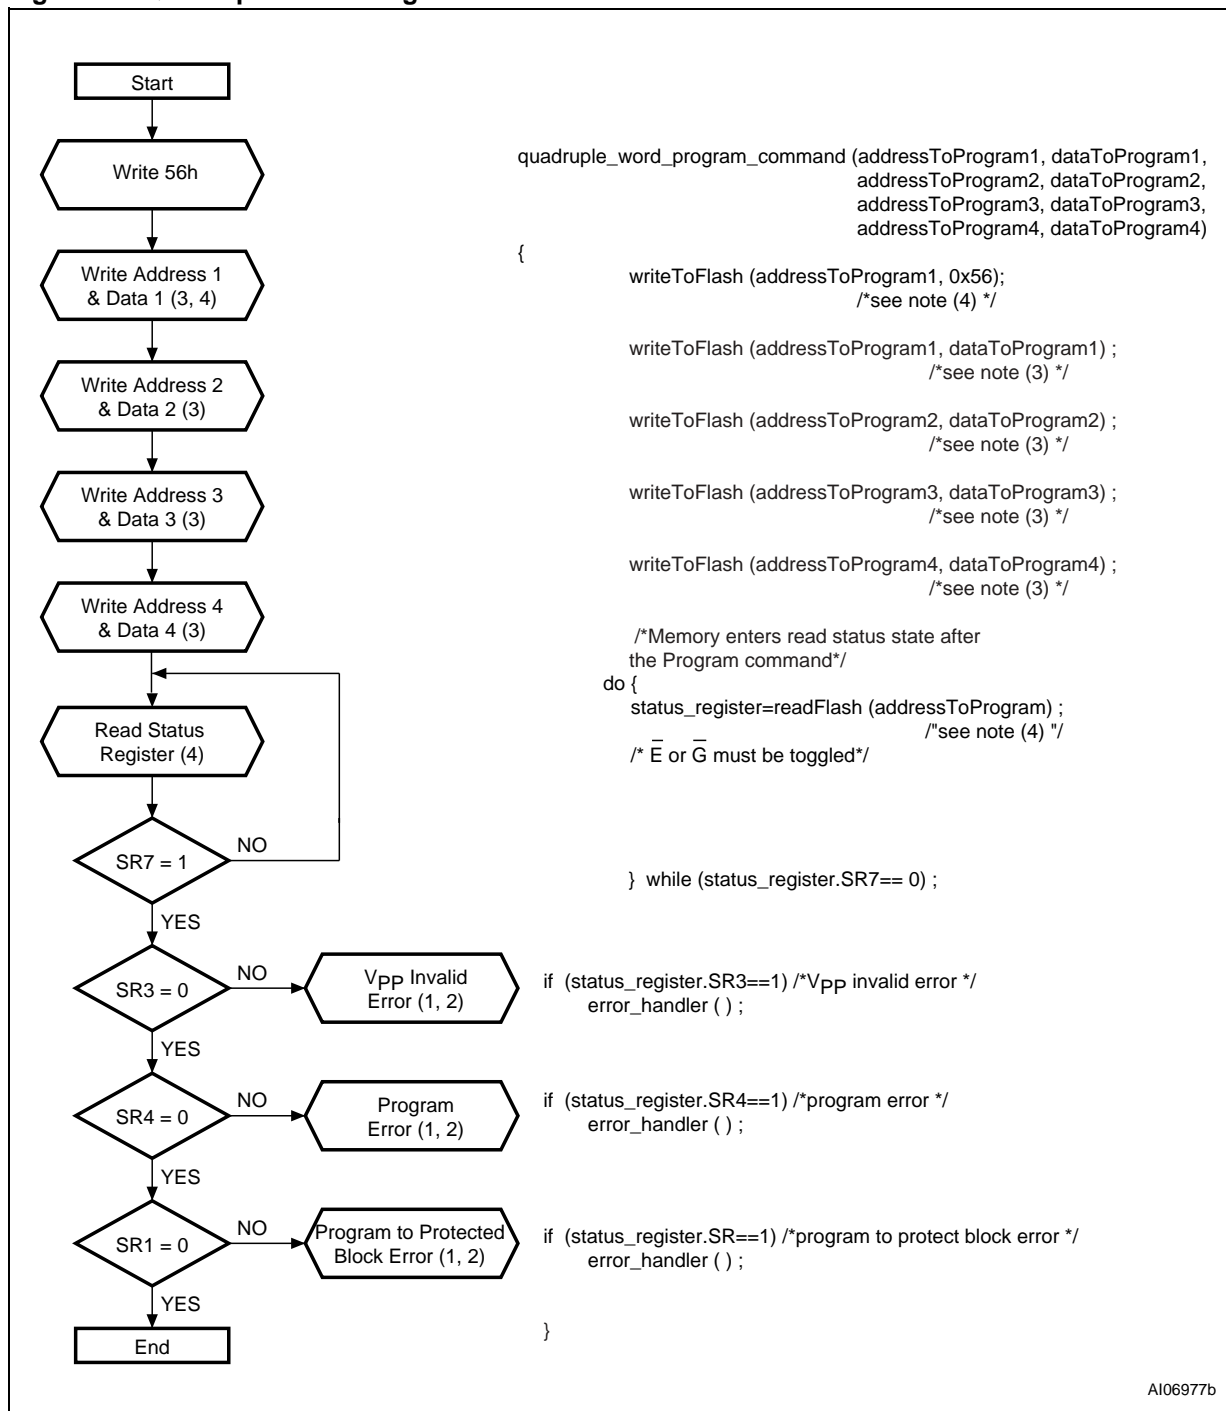 Start
Write 56h
Write Address 1
& Data 1 (3, 4)
Write Address 2
& Data 2 (3)
Write Address 3
& Data 3 (3)
Write Address 4
& Data 4 (3)
Read Status
Register (4)
SR7 = 1
NO
YES
SR3 = 0
NO
VPP Invalid
Error (1, 2)
YES
SR4 = 0
NO
Program
Error (1, 2)
YES
SR1 = 0
NO
Program to Protected
Block Error (1, 2)
YES
End
quadruple_word_program_command (addressToProgram1, dataToProgram1,
addressToProgram2, dataToProgram2,
addressToProgram3, dataToProgram3,
addressToProgram4, dataToProgram4)
{
writeToFlash (addressToProgram1, 0x56);
/*see note (4) */
writeToFlash (addressToProgram1, dataToProgram1) ;
/*see note (3) */
writeToFlash (addressToProgram2, dataToProgram2) ;
/*see note (3) */
writeToFlash (addressToProgram3, dataToProgram3) ;
/*see note (3) */
writeToFlash (addressToProgram4, dataToProgram4) ;
/*see note (3) */
/*Memory enters read status state after
the Program command*/
do {
status_register=readFlash (addressToProgram) ;
/"see note (4) "/
/* E̅ or G̅ must be toggled*/
} while (status_register.SR7== 0) ;
if (status_register.SR3==1) /*VPP invalid error */
error_handler ( ) ;
if (status_register.SR4==1) /*program error */
error_handler ( ) ;
if (status_register.SR==1) /*program to protect block error */
error_handler ( ) ;
}
AI06977b